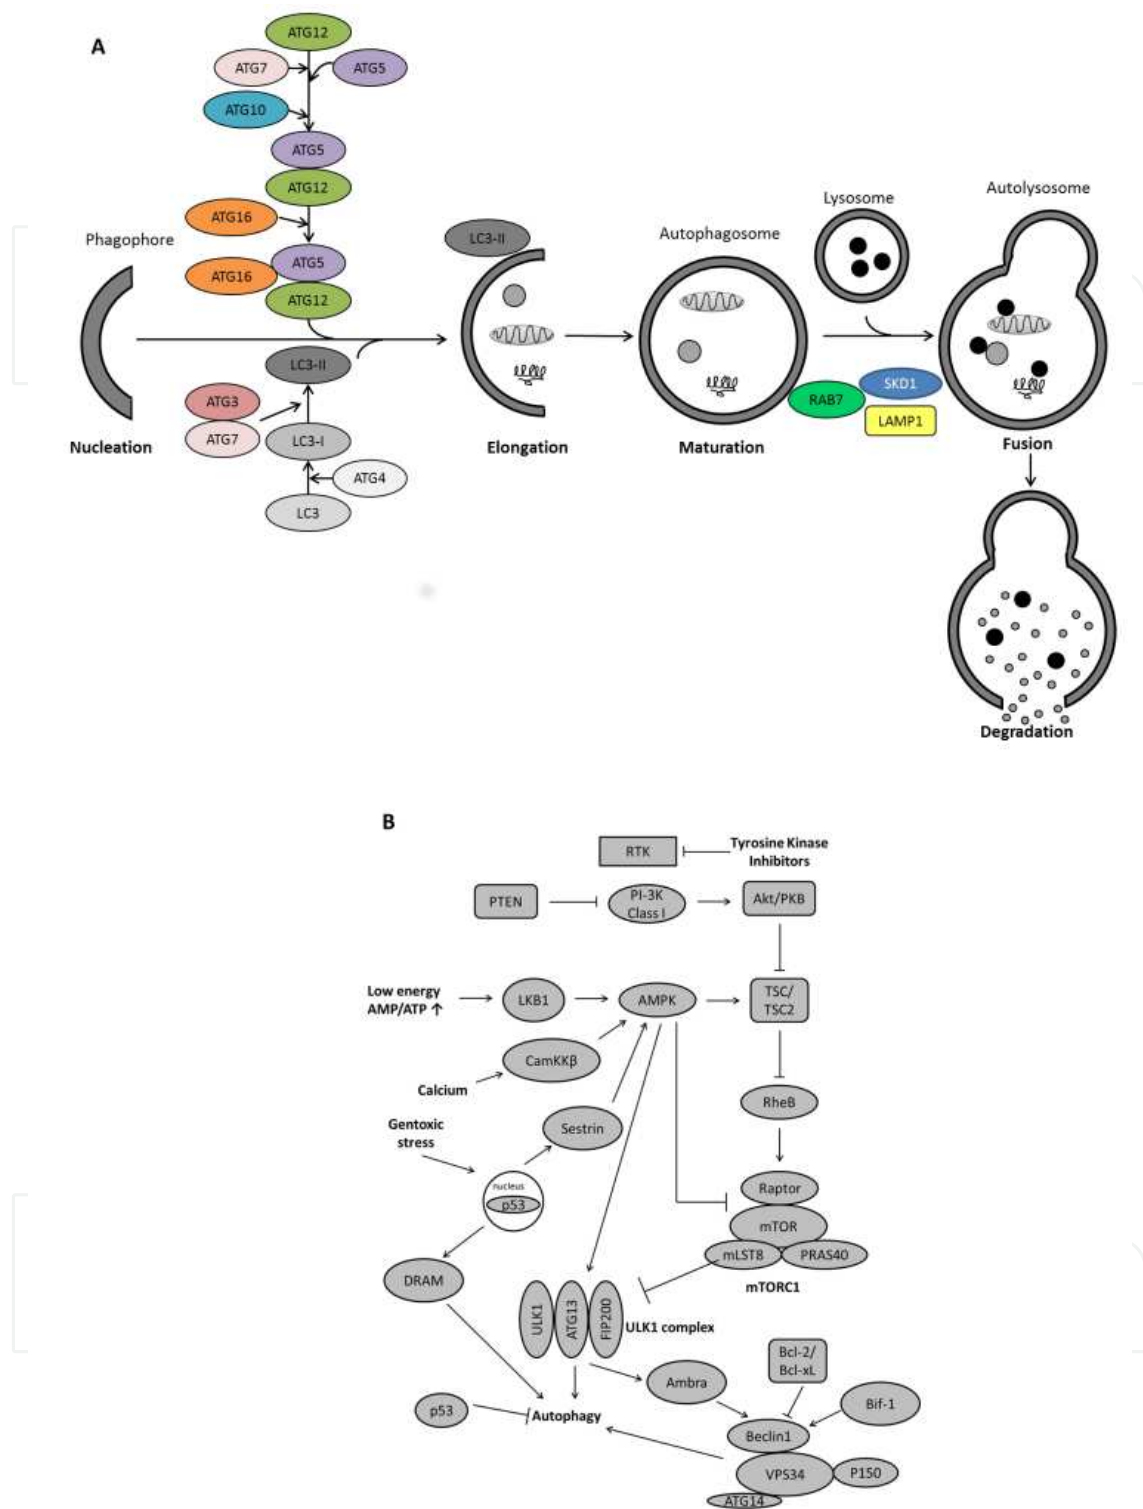 A
ATG12
ATG7
ATG5
ATG10
ATG5
ATG12
ATG16
ATG5
ATG16
ATG12
Phagophore
LC3-II
ATG3
ATG7
LC3-I
ATG4
LC3
Nucleation
LC3-II
Elongation
Autophagosome
Maturation
Lysosome
RAB7
SKD1
LAMP1
Autolysosome
Fusion
Degradation
B
RTK
Tyrosine Kinase
Inhibitors
PTEN
PI-3K
Class I
Akt/PKB
Low energy
AMP/ATP ↑
LKB1
AMPK
TSC/
TSC2
CamKKβ
Calcium
RheB
Gentoxic
stress
Sestrin
nucleus
p53
Raptor
mTOR
mLST8
PRAS40
mTORC1
DRAM
ULK1
ATG13
FIP200
ULK1 complex
Bcl-2/
Bcl-xL
Ambra
Bif-1
p53
Autophagy
Beclin1
VPS34
P150
ATG14